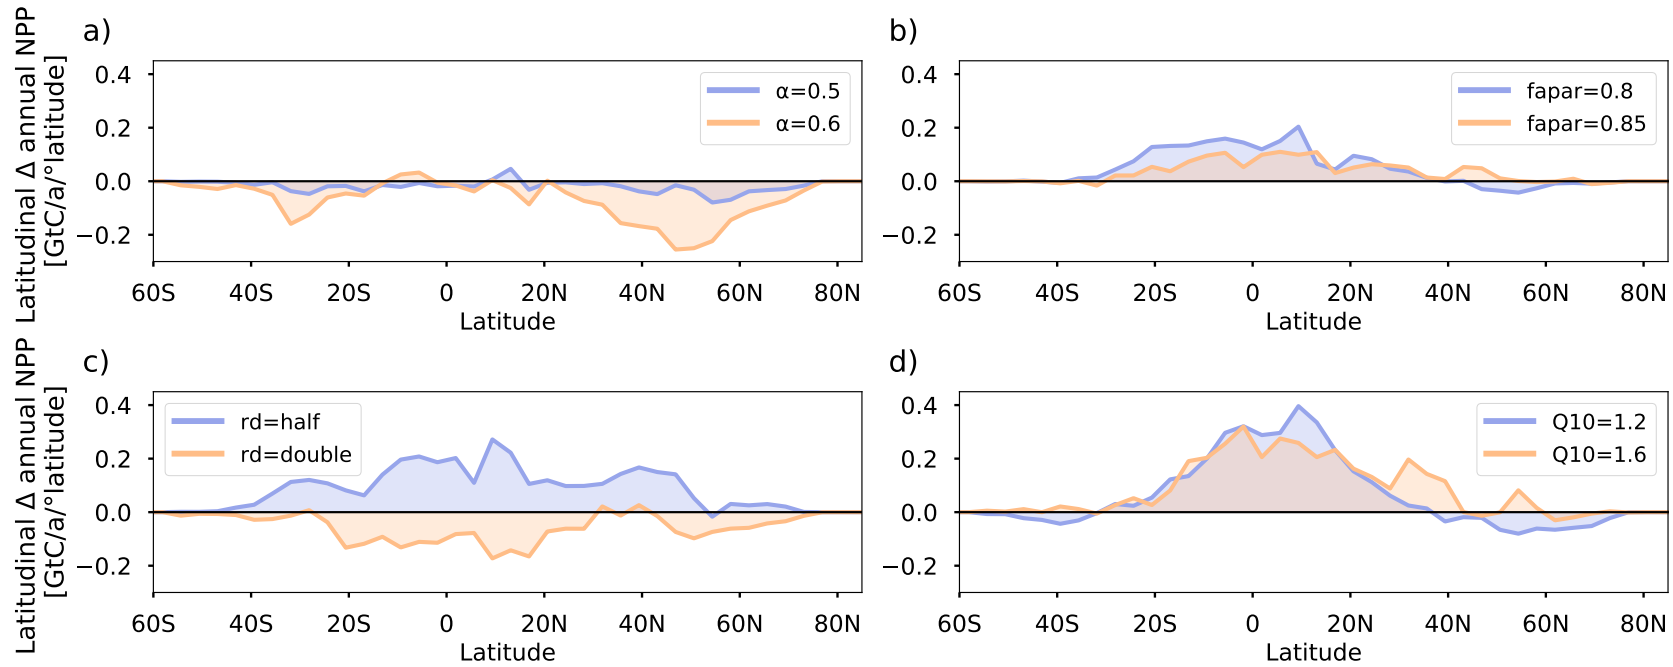 a)
Latitudinal Δ annual NPP
[GtC/a/°latitude]
0.4
0.2
0.0
−0.2
α=0.5
α=0.6
60S 40S 20S 0 20N 40N 60N 80N
Latitude
b)
0.4
0.2
0.0
−0.2
fapar=0.8
fapar=0.85
60S 40S 20S 0 20N 40N 60N 80N
Latitude
c)
Latitudinal Δ annual NPP
[GtC/a/°latitude]
0.4
0.2
0.0
−0.2
rd=half
rd=double
60S 40S 20S 0 20N 40N 60N 80N
Latitude
d)
0.4
0.2
0.0
−0.2
Q10=1.2
Q10=1.6
60S 40S 20S 0 20N 40N 60N 80N
Latitude